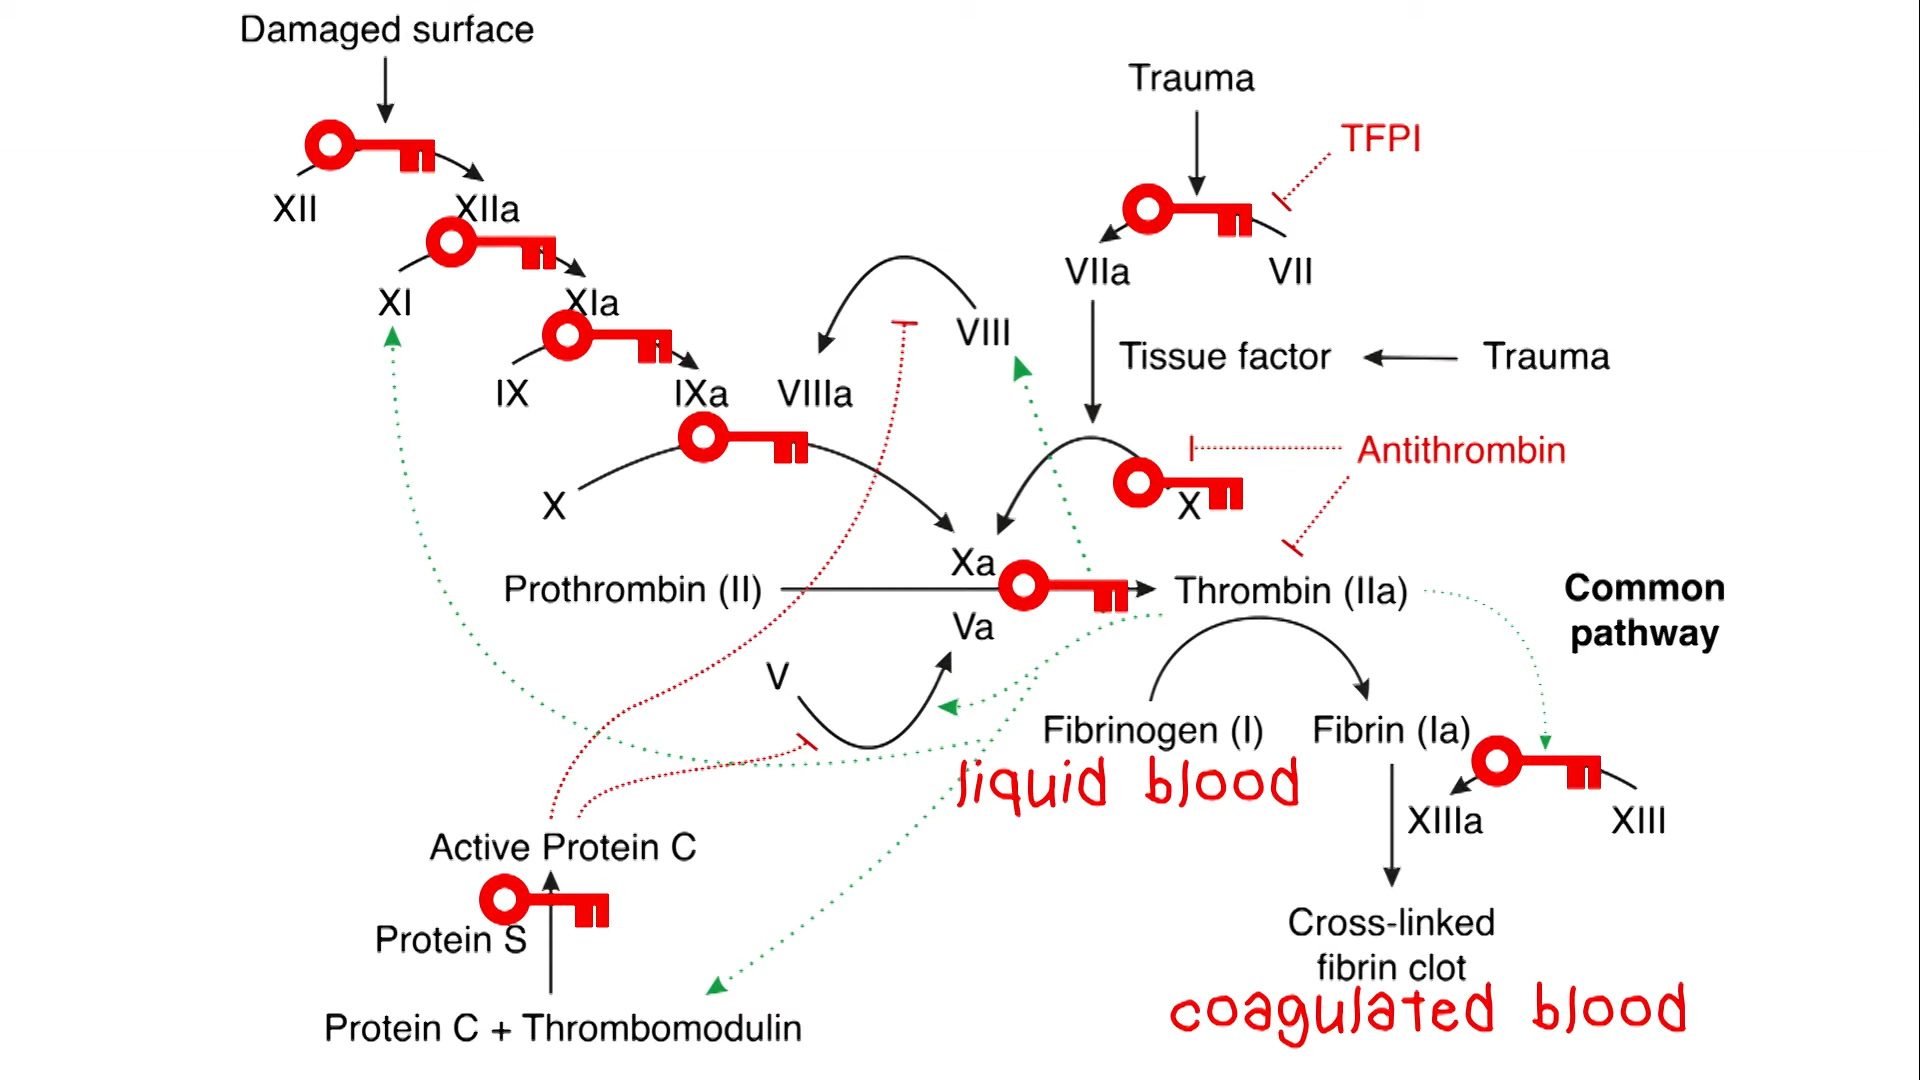 Damaged surface
Trauma
TFPI
XII
XIIa
VIIa
VII
XI
XIa
VIII
Tissue factor
Trauma
IX
IXa
VIIIa
Antithrombin
X
X
Xa
Prothrombin (II)
Thrombin (IIa)
Common
pathway
Va
V
Fibrinogen (I)
Fibrin (Ia)
liquid blood
XIIIa
XIII
Active Protein C
Protein S
Cross-linked
fibrin clot
coagulated blood
Protein C + Thrombomodulin